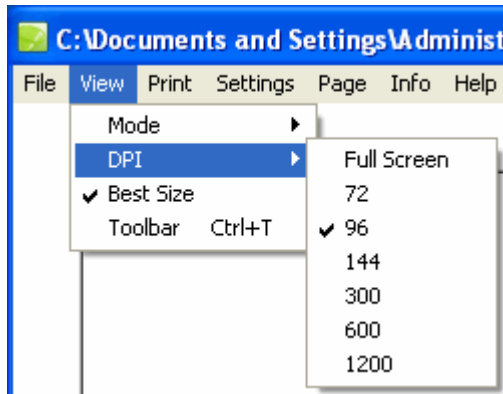 C:\Documents and Settings\Administ
File View Print Settings Page Info Help
Mode
DPI
Best Size
Toolbar Ctrl+T
Full Screen
72
96
144
300
600
1200